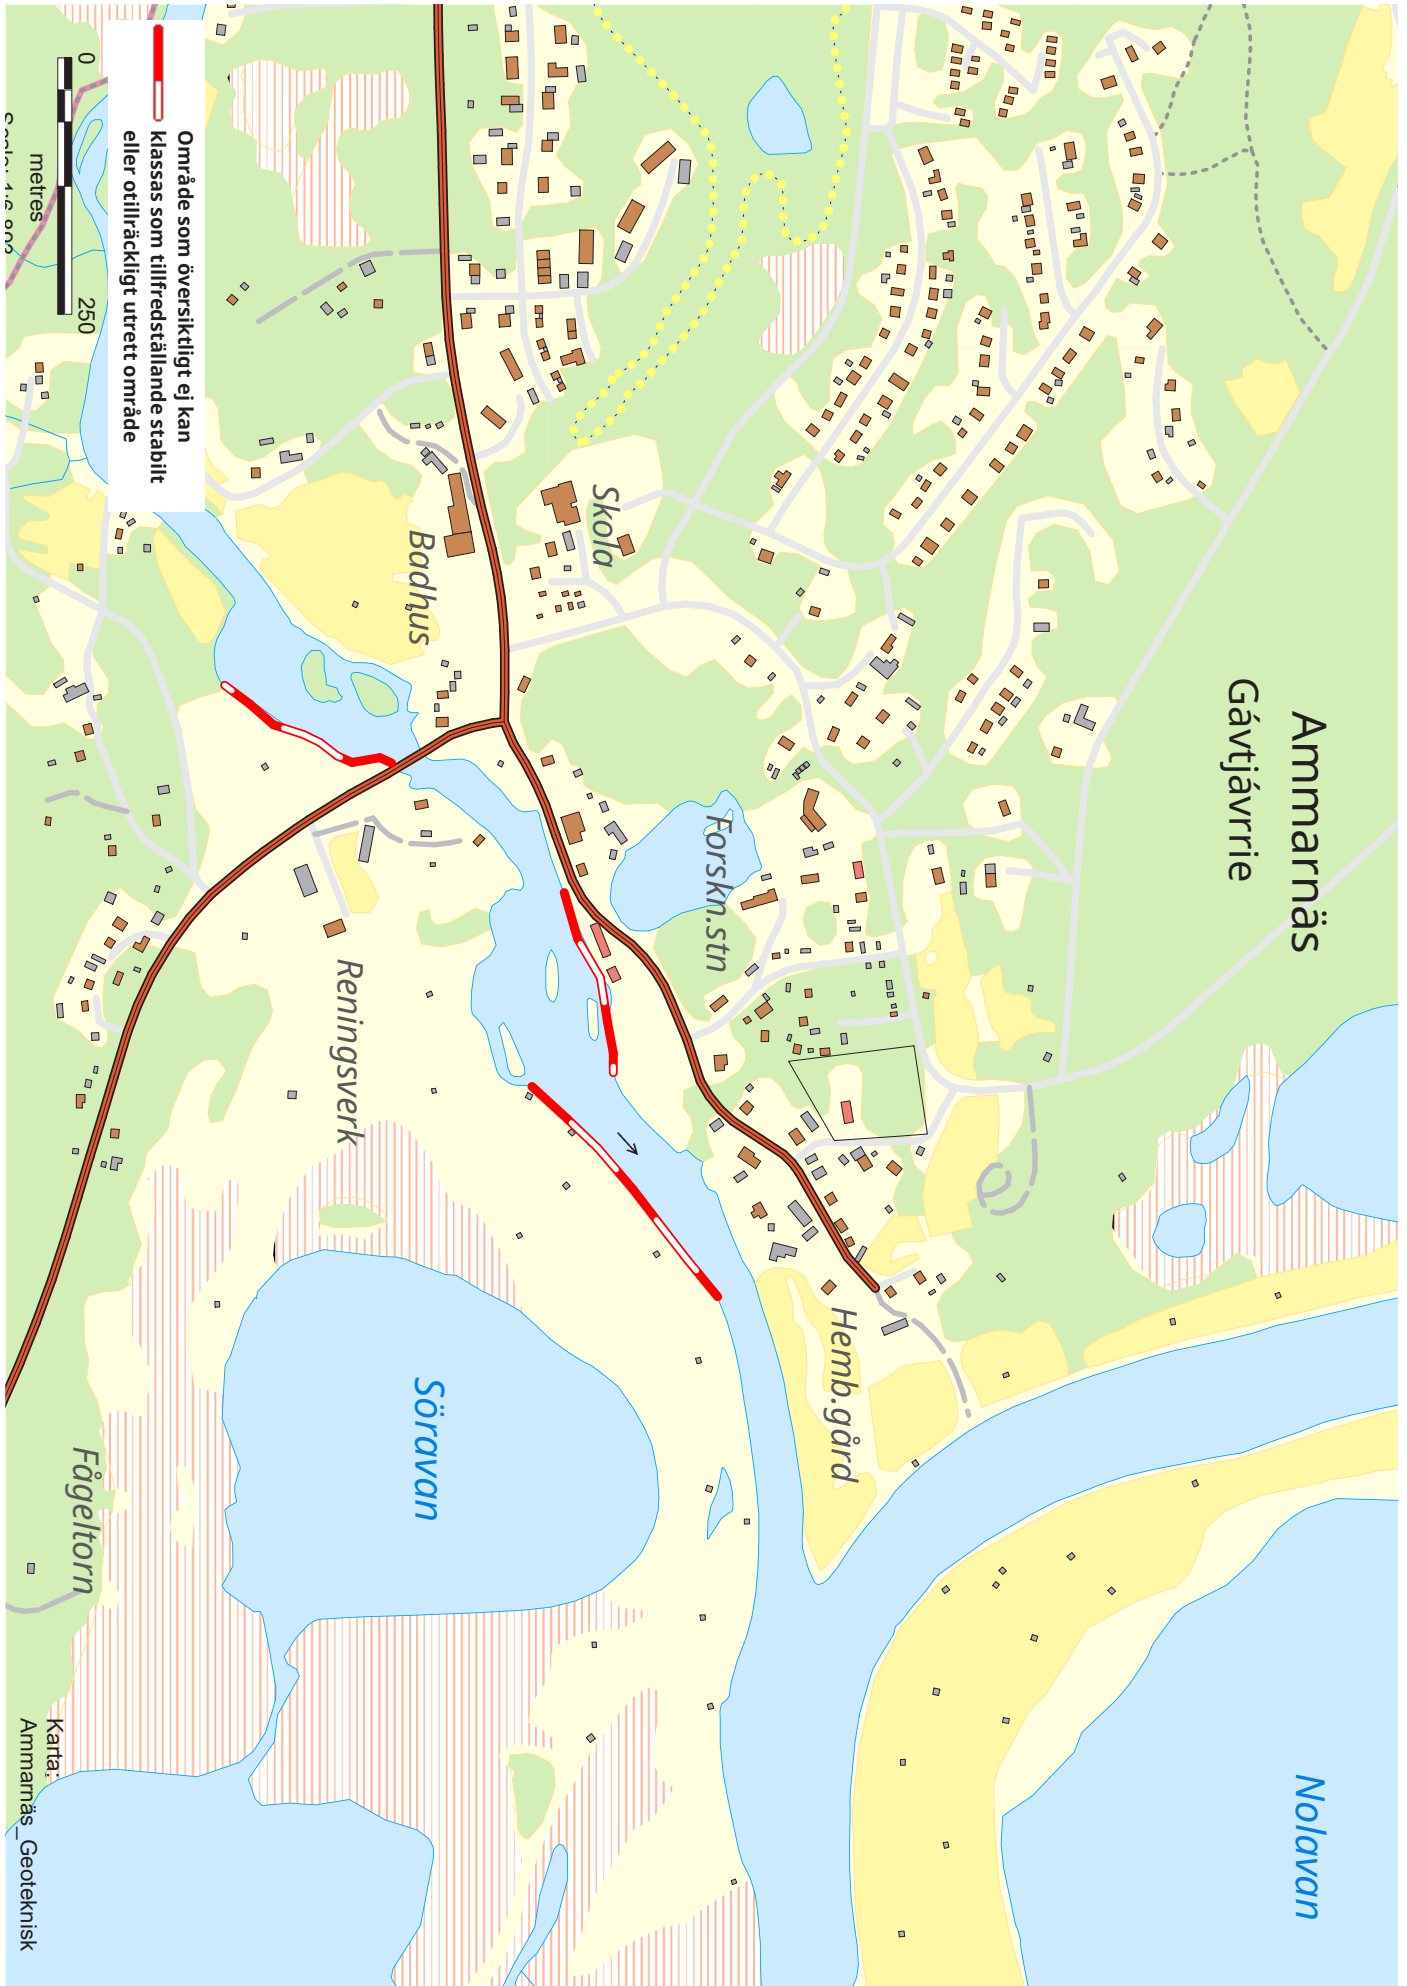 Ammarnäs
Gávtjávrrie
Nolavan
Skola
Forskn.stn
Hemb.gård
Badhus
Söravan
Reningsverk
Fågeltorn
Område som översiktligt ej kan
klassas som tillfredställande stabilt
eller otillräckligt utrett område
0 250
metres
Karta:
Ammarnäs_Geoteknisk